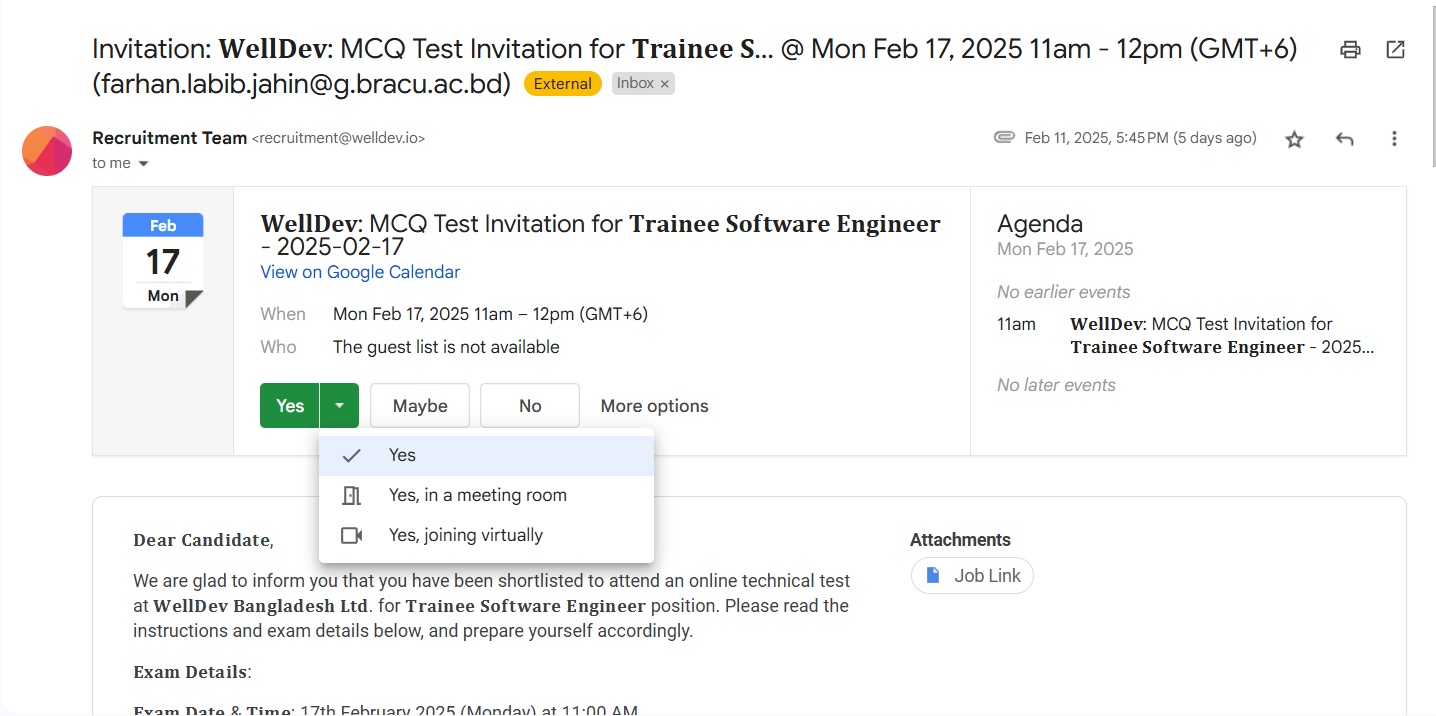 Invitation: WellDev: MCQ Test Invitation for Trainee S... @ Mon Feb 17, 2025 11am - 12pm (GMT+6)
(farhan.labib.jahin@g.bracu.ac.bd) External Inbox ×
Recruitment Team <recruitment@welldev.io>
Feb 11, 2025, 5:45 PM (5 days ago)
to me
Feb
17
Mon
WellDev: MCQ Test Invitation for Trainee Software Engineer
- 2025-02-17
View on Google Calendar
When Mon Feb 17, 2025 11am – 12pm (GMT+6)
Who The guest list is not available
Yes Maybe No More options
Yes
Yes, in a meeting room
Yes, joining virtually
Agenda
Mon Feb 17, 2025
No earlier events
11am WellDev: MCQ Test Invitation for
Trainee Software Engineer - 2025...
No later events
Dear Candidate,
We are glad to inform you that you have been shortlisted to attend an online technical test
at WellDev Bangladesh Ltd. for Trainee Software Engineer position. Please read the
instructions and exam details below, and prepare yourself accordingly.
Exam Details:
Exam Date & Time: 17th February 2025 (Monday) at 11:00 AM
Attachments
Job Link